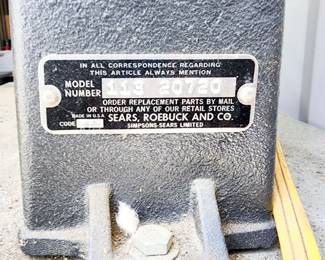 IN ALL CORRESPONDENCE REGARDING
THIS ARTICLE ALWAYS MENTION
MODEL NUMBER 113 20720
ORDER REPLACEMENT PARTS BY MAIL
OR THROUGH ANY OF OUR RETAIL STORES
MADE IN U.S.A. SEARS, ROEBUCK AND CO.
CODE SIMPSONS-SEARS LIMITED